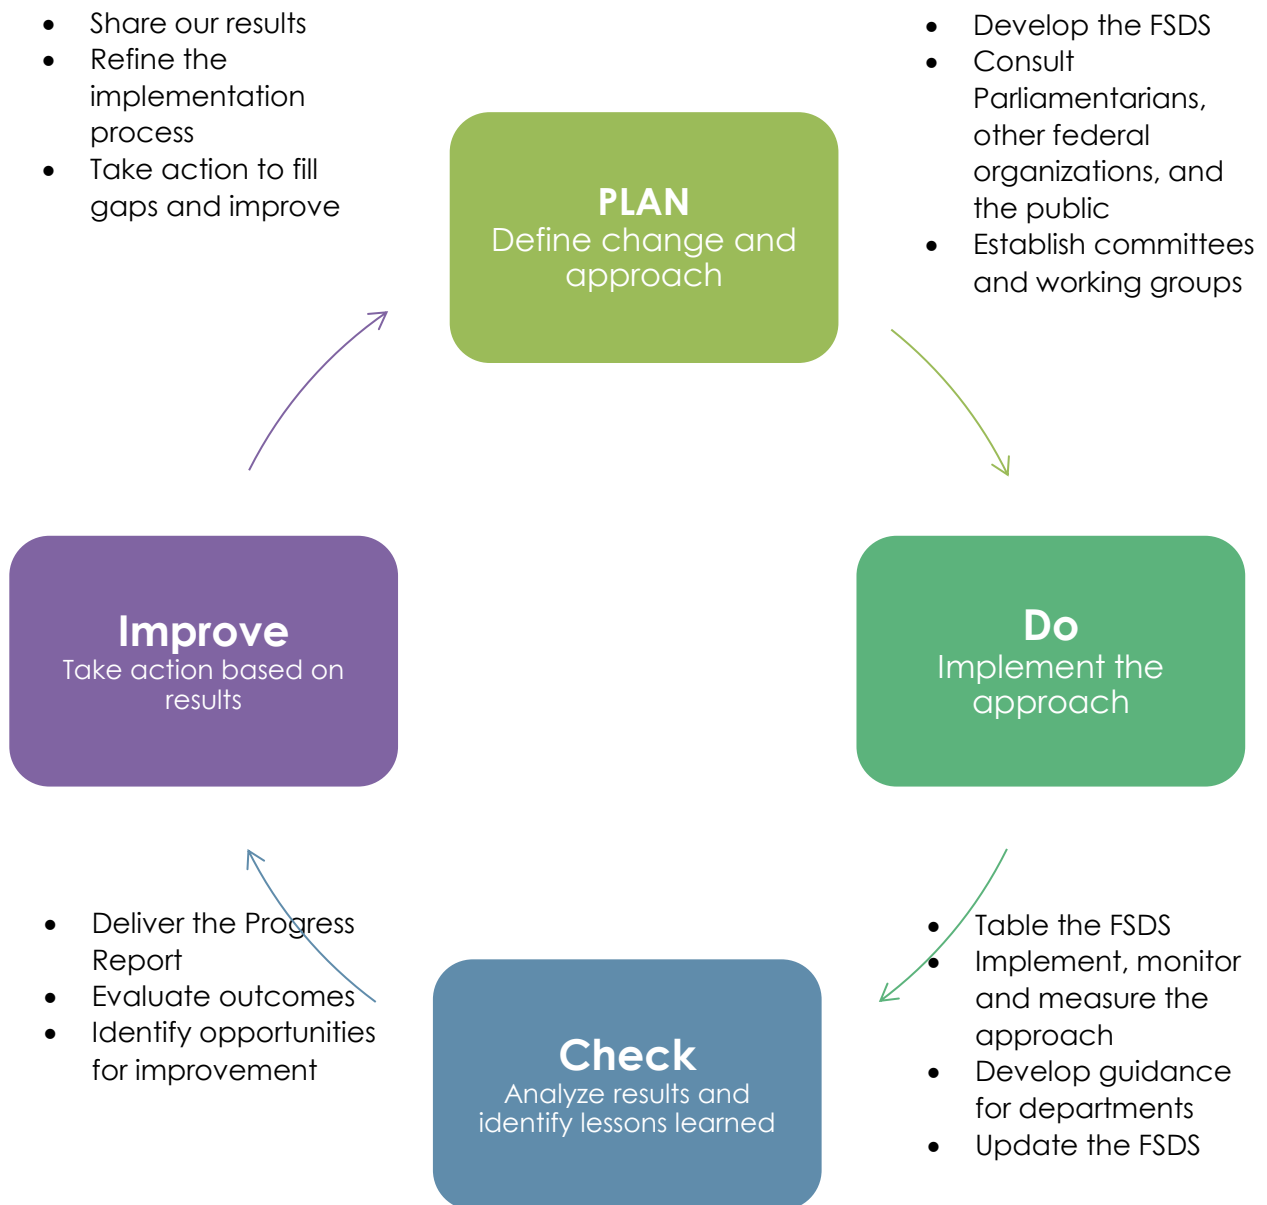 • Share our results
• Refine the
implementation
process
• Take action to fill
gaps and improve
PLAN
Define change and
approach
• Develop the FSDS
• Consult
Parliamentarians,
other federal
organizations, and
the public
• Establish committees
and working groups
Improve
Take action based on
results
Do
Implement the
approach
• Deliver the Progress
Report
• Evaluate outcomes
• Identify opportunities
for improvement
Check
Analyze results and
identify lessons learned
• Table the FSDS
• Implement, monitor
and measure the
approach
• Develop guidance
for departments
• Update the FSDS